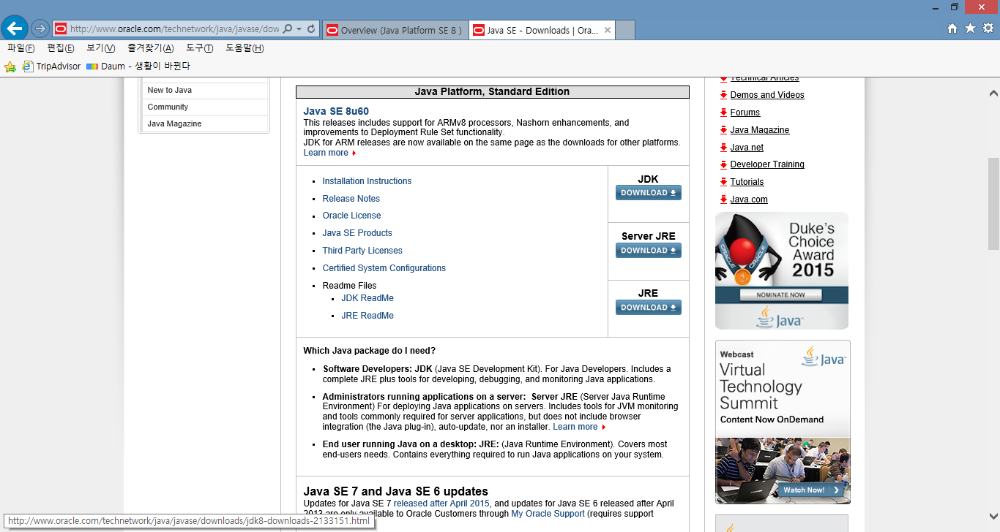 http://www.oracle.com/technetwork/java/javase/dow
Overview (Java Platform SE 8 )
Java SE - Downloads | Ora...
파일(F) 편집(E) 보기(V) 즐겨찾기(A) 도구(T) 도움말(H)
TripAdvisor Daum - 생활이 바뀐다
New to Java
Community
Java Magazine
Java Platform, Standard Edition
Java SE 8u60
This releases includes support for ARMv8 processors, Nashorn enhancements, and
improvements to Deployment Rule Set functionality.
JDK for ARM releases are now available on the same page as the downloads for other platforms.
Learn more
Installation Instructions
Release Notes
Oracle License
Java SE Products
Third Party Licenses
Certified System Configurations
Readme Files
JDK ReadMe
JRE ReadMe
JDK
DOWNLOAD
Server JRE
DOWNLOAD
JRE
DOWNLOAD
Which Java package do I need?
Software Developers: JDK (Java SE Development Kit). For Java Developers. Includes a
complete JRE plus tools for developing, debugging, and monitoring Java applications.
Administrators running applications on a server: Server JRE (Server Java Runtime
Environment) For deploying Java applications on servers. Includes tools for JVM monitoring
and tools commonly required for server applications, but does not include browser
integration (the Java plug-in), auto-update, nor an installer. Learn more
End user running Java on a desktop: JRE: (Java Runtime Environment). Covers most
end-users needs. Contains everything required to run Java applications on your system.
Java SE 7 and Java SE 6 updates
Updates for Java SE 7 released after April 2015, and updates for Java SE 6 released after April
2013 are only available to Oracle Customers through My Oracle Support (requires support
Technical Articles
Demos and Videos
Forums
Java Magazine
Java.net
Developer Training
Tutorials
Java.com
Duke's
Choice
Award
2015
ORACLE
NOMINATE NOW
Java
Webcast
Java
Virtual
Technology
Summit
Content Now OnDemand
Watch Now!
http://www.oracle.com/technetwork/java/javase/downloads/jdk8-downloads-2133151.html